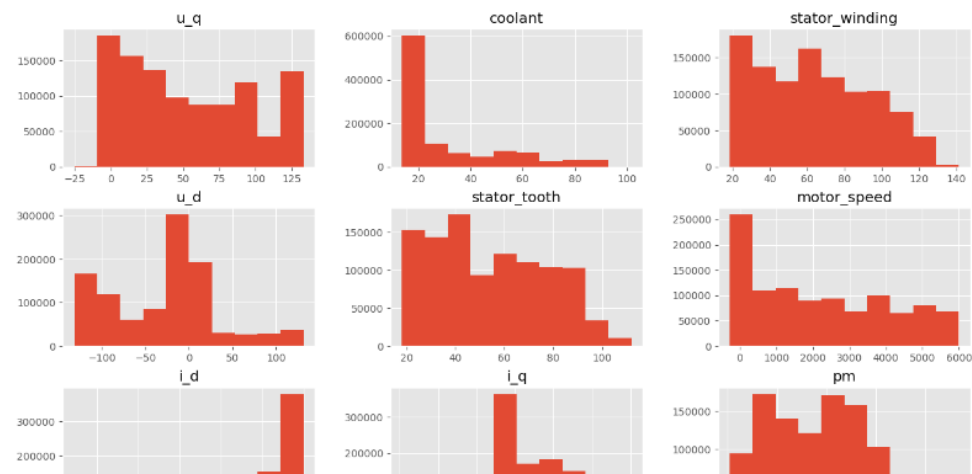 u_q
coolant
stator_winding
150000
100000
50000
0
−25 0 25 50 75 100 125
600000
400000
200000
0
20 40 60 80 100
150000
100000
50000
0
20 40 60 80 100 120 140
u_d
stator_tooth
motor_speed
300000
200000
100000
0
−100 −50 0 50 100
150000
100000
50000
0
20 40 60 80 100
250000
200000
150000
100000
50000
0
0 1000 2000 3000 4000 5000 6000
i_d
i_q
pm
300000
200000
300000
200000
150000
100000